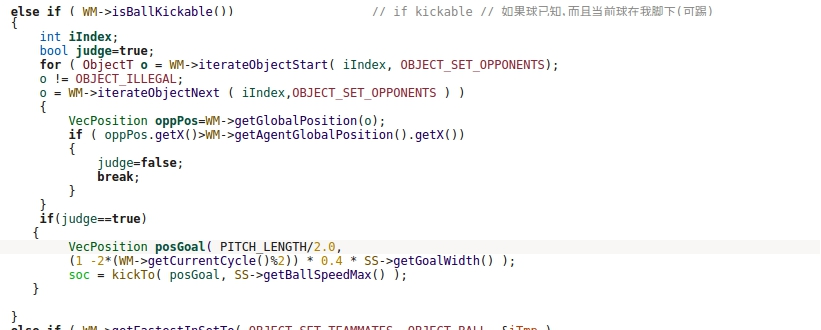 else if ( WM->isBallKickable()) // if kickable // 如果球已知,而且当前球在我脚下(可踢)
{
int iIndex;
bool judge=true;
for ( ObjectT o = WM->iterateObjectStart( iIndex, OBJECT_SET_OPPONENTS);
o != OBJECT_ILLEGAL;
o = WM->iterateObjectNext ( iIndex,OBJECT_SET_OPPONENTS ) )
{
VecPosition oppPos=WM->getGlobalPosition(o);
if ( oppPos.getX()>WM->getAgentGlobalPosition().getX())
{
judge=false;
break;
}
}
if(judge==true)
{
VecPosition posGoal( PITCH_LENGTH/2.0,
(1 -2*(WM->getCurrentCycle()%2)) * 0.4 * SS->getGoalWidth() );
soc = kickTo( posGoal, SS->getBallSpeedMax() );
}
}
else if ( WM->getFastestInSetTo( OBJECT_SET_TEAMMATES, OBJECT_BALL, &iTmp )